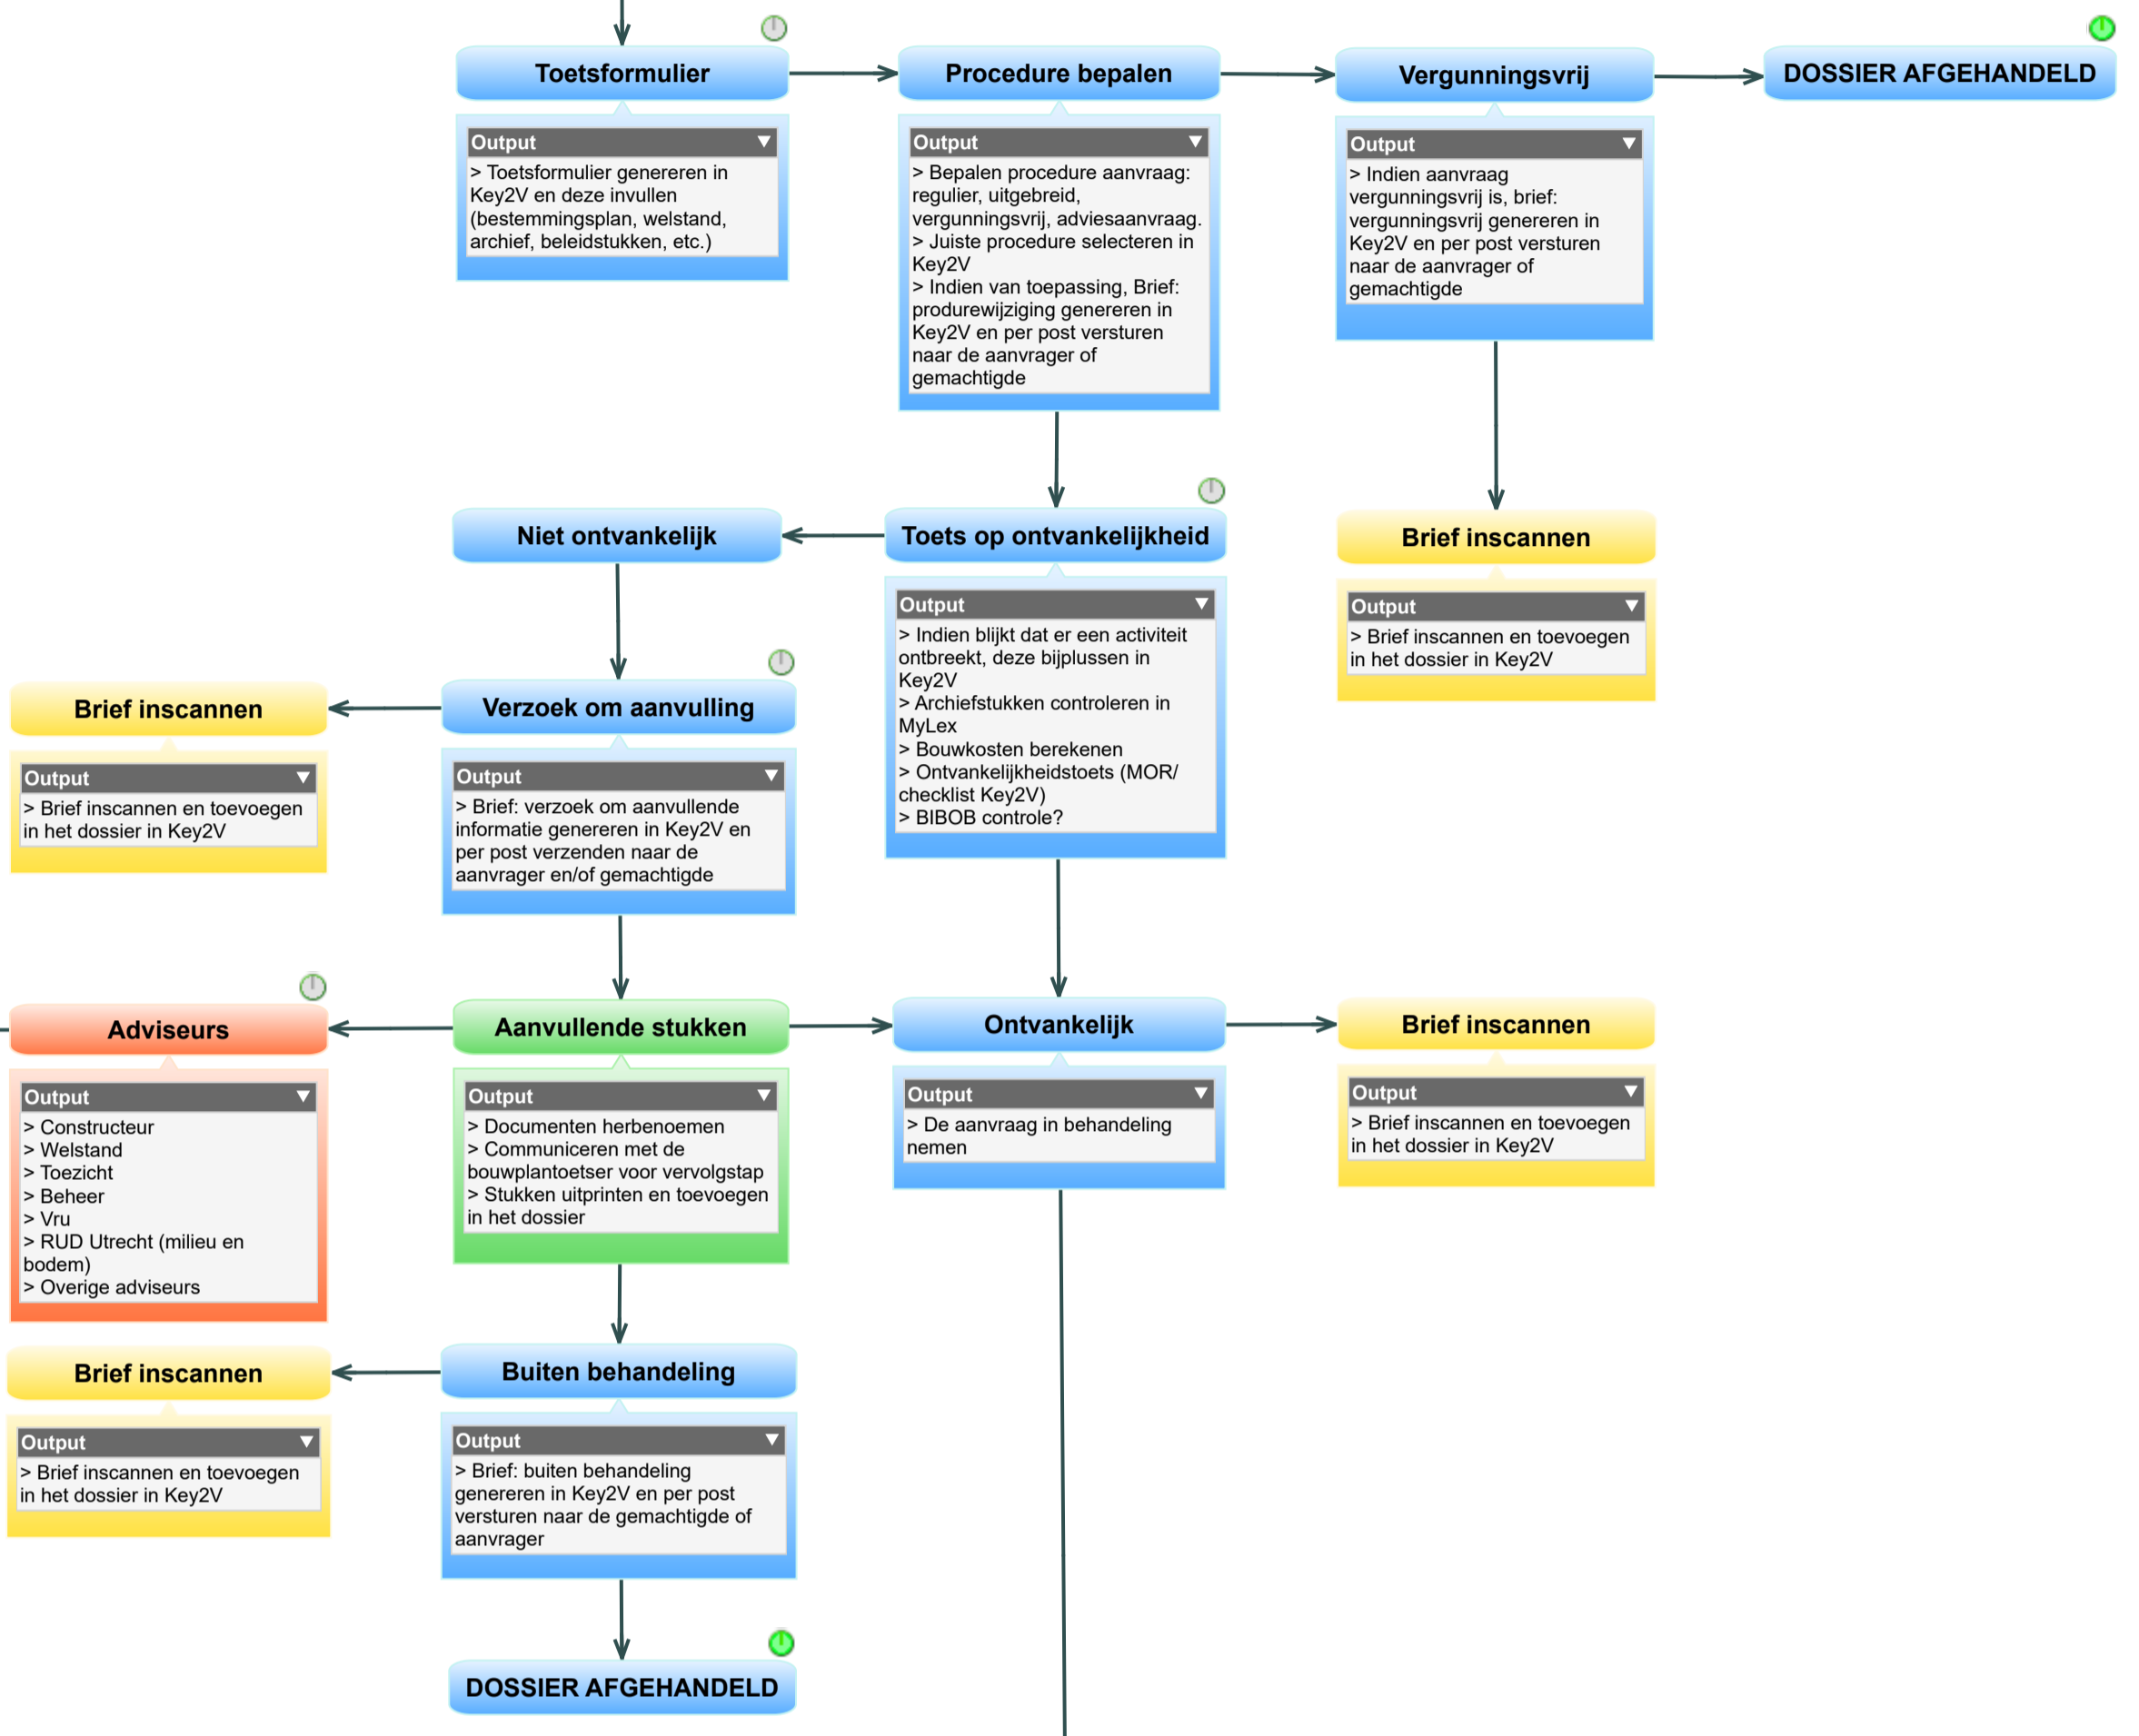 Toetsformulier
Output
> Toetsformulier genereren in
Key2V en deze invullen
(bestemmingsplan, welstand,
archief, beleidstukken, etc.)
Procedure bepalen
Output
> Bepalen procedure aanvraag:
regulier, uitgebreid,
vergunningsvrij, adviesaanvraag.
> Juiste procedure selecteren in
Key2V
> Indien van toepassing, Brief:
produrewijziging genereren in
Key2V en per post versturen
naar de aanvrager of
gemachtigde
Vergunningsvrij
Output
> Indien aanvraag
vergunningsvrij is, brief:
vergunningsvrij genereren in
Key2V en per post versturen
naar de aanvrager of
gemachtigde
DOSSIER AFGEHANDELD
Niet ontvankelijk
Toets op ontvankelijkheid
Output
> Indien blijkt dat er een activiteit
ontbreekt, deze bijplussen in
Key2V
> Archiefstukken controleren in
MyLex
> Bouwkosten berekenen
> Ontvankelijkheidstoets (MOR/
checklist Key2V)
> BIBOB controle?
Brief inscannen
Output
> Brief inscannen en toevoegen
in het dossier in Key2V
Brief inscannen
Output
> Brief inscannen en toevoegen
in het dossier in Key2V
Verzoek om aanvulling
Output
> Brief: verzoek om aanvullende
informatie genereren in Key2V en
per post verzenden naar de
aanvrager en/of gemachtigde
Adviseurs
Output
> Constructeur
> Welstand
> Toezicht
> Beheer
> Vru
> RUD Utrecht (milieu en
bodem)
> Overige adviseurs
Aanvullende stukken
Output
> Documenten herbenoemen
> Communiceren met de
bouwplantoetser voor vervolgstap
> Stukken uitprinten en toevoegen
in het dossier
Ontvankelijk
Output
> De aanvraag in behandeling
nemen
Brief inscannen
Output
> Brief inscannen en toevoegen
in het dossier in Key2V
Brief inscannen
Output
> Brief inscannen en toevoegen
in het dossier in Key2V
Buiten behandeling
Output
> Brief: buiten behandeling
genereren in Key2V en per post
versturen naar de gemachtigde of
aanvrager
DOSSIER AFGEHANDELD